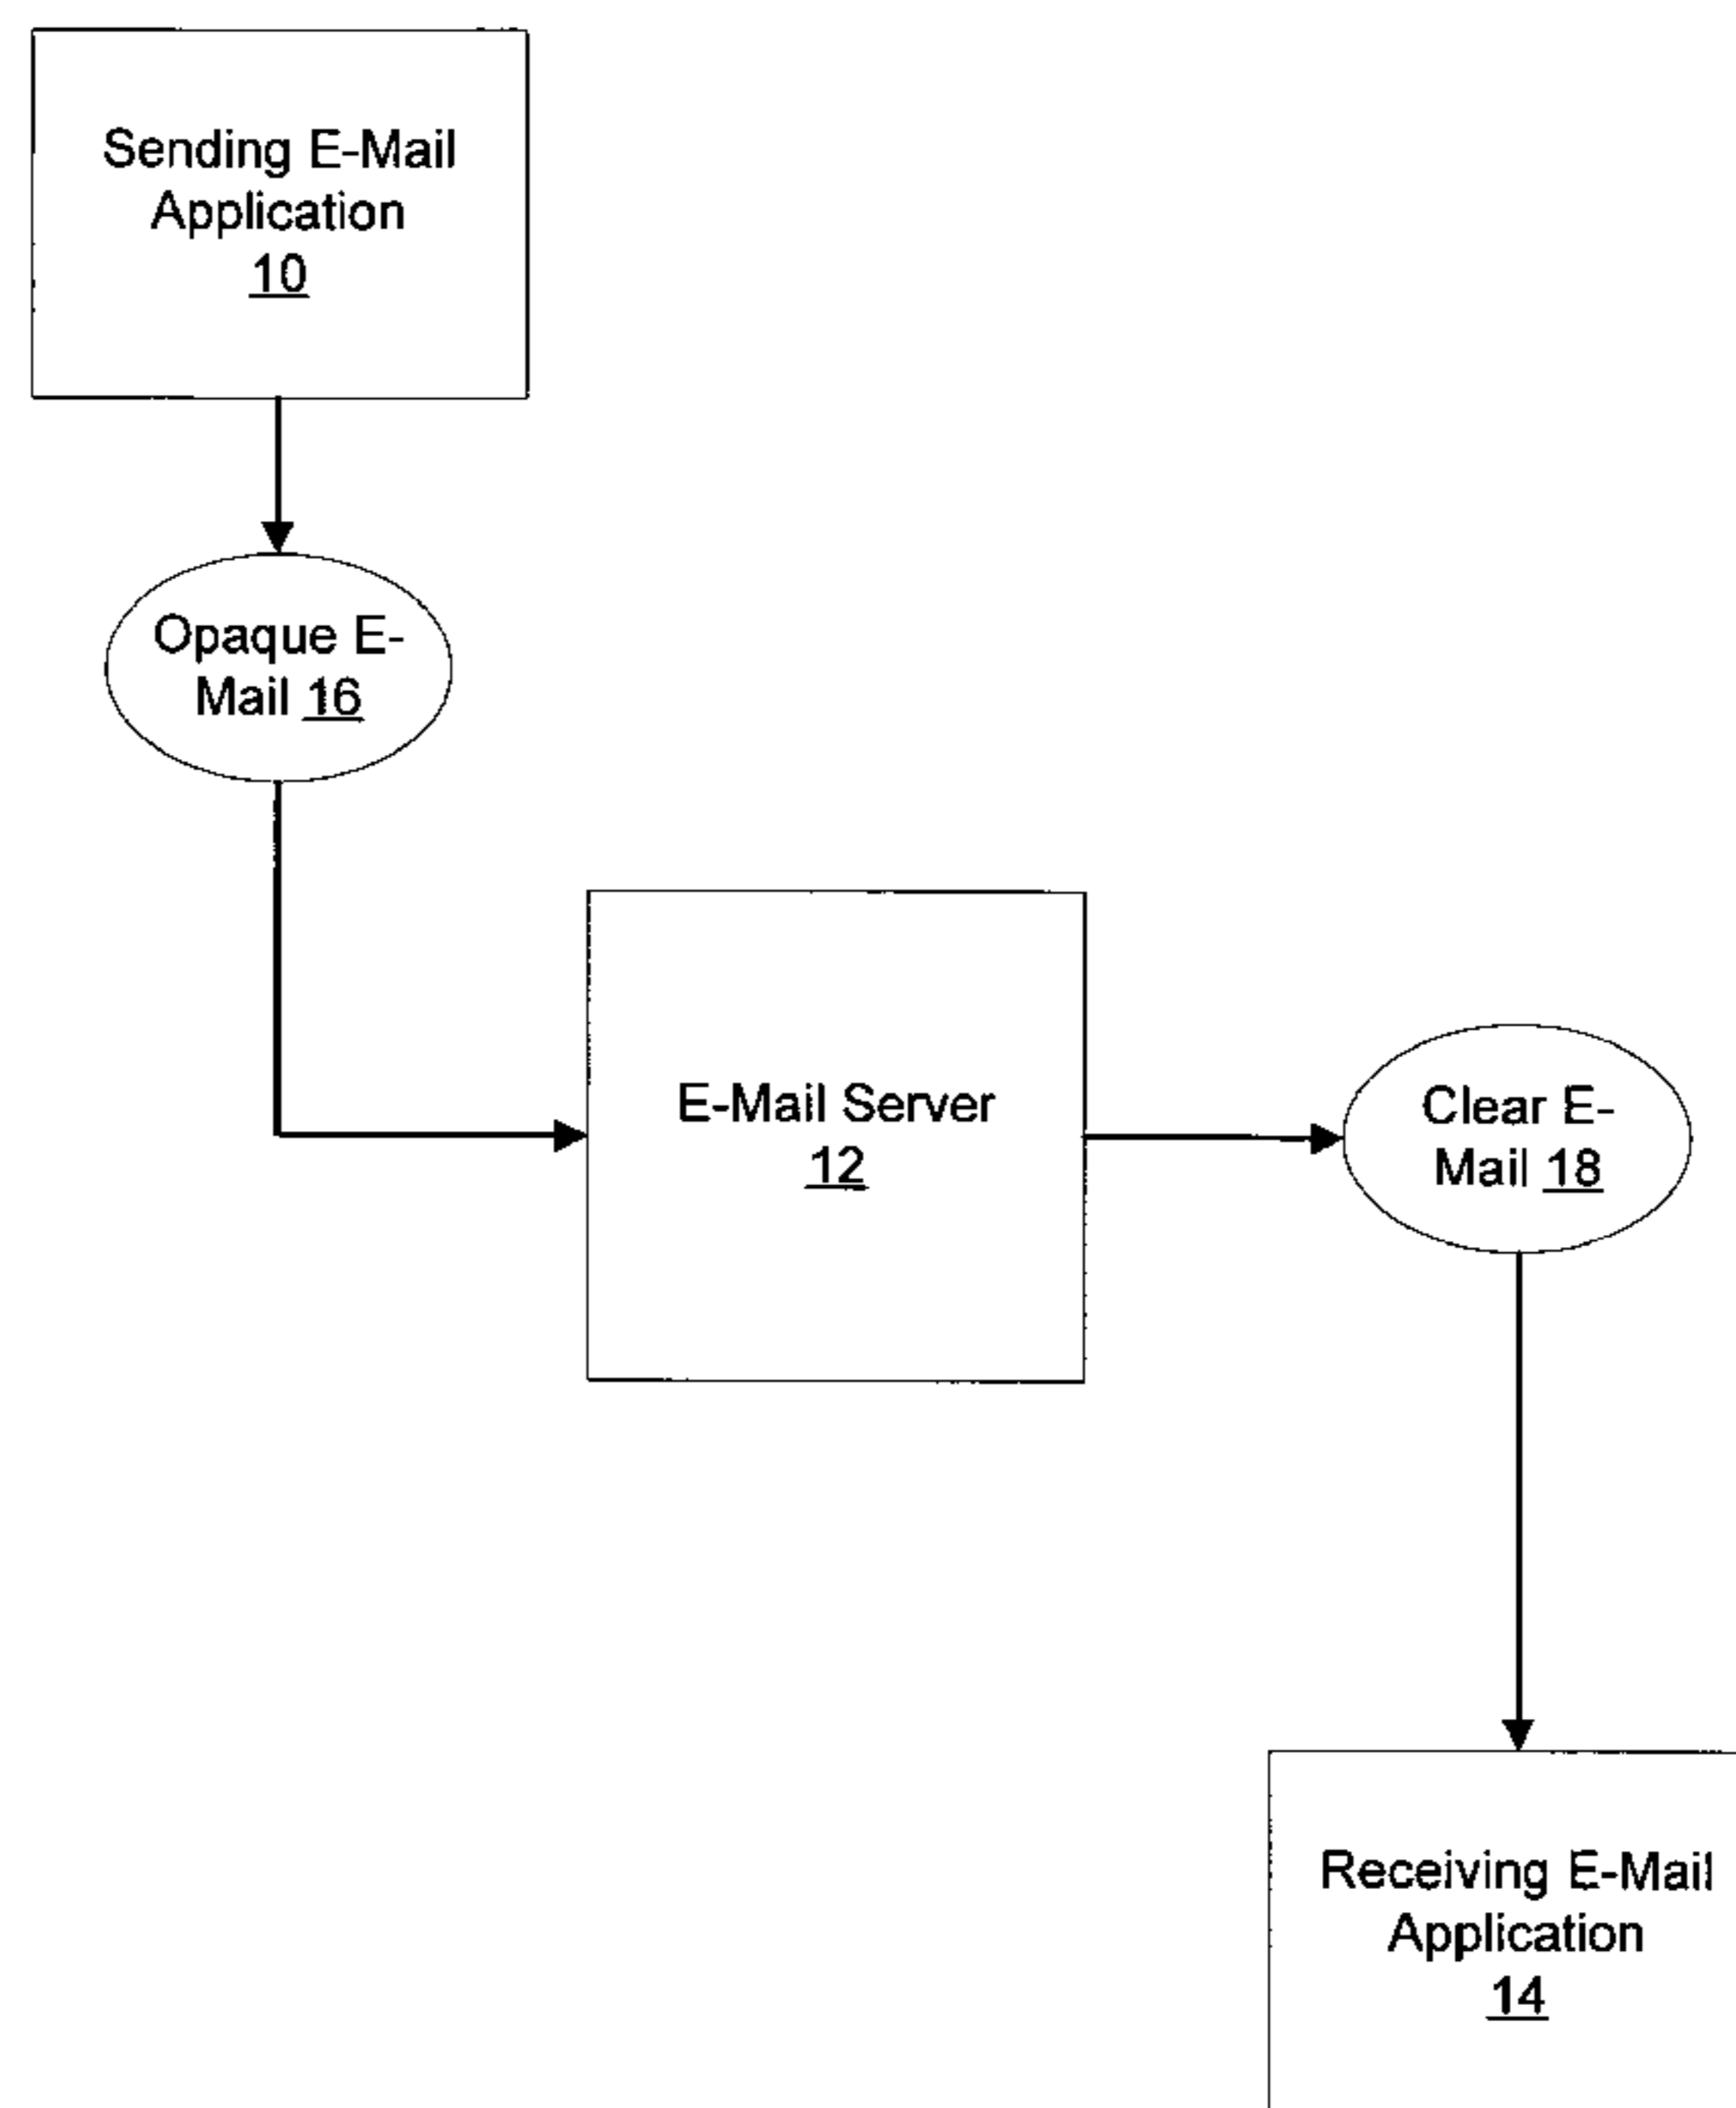 Sending E-Mail
Application
10
Opaque E-
Mail 16
E-Mail Server
12
Clear E-
Mail 18
Receiving E-Mail
Application
14